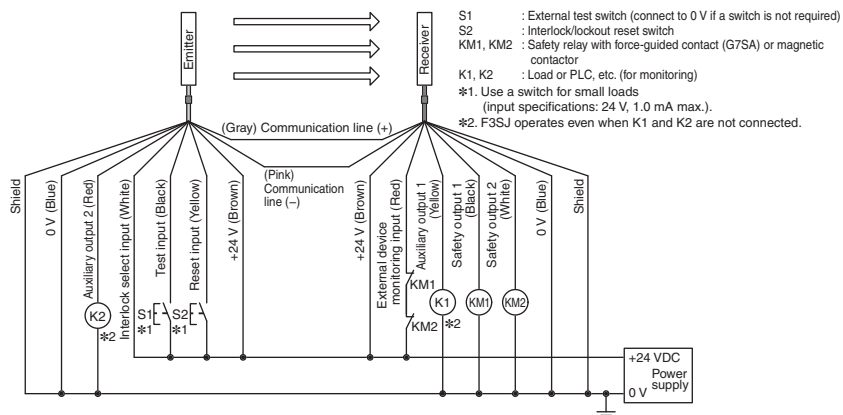 Emitter
Receiver
S1 : External test switch (connect to 0 V if a switch is not required)
S2 : Interlock/lockout reset switch
KM1, KM2 : Safety relay with force-guided contact (G7SA) or magnetic
contactor
K1, K2 : Load or PLC, etc. (for monitoring)
✻1. Use a switch for small loads
(input specifications: 24 V, 1.0 mA max.).
✻2. F3SJ operates even when K1 and K2 are not connected.
(Gray) Communication line (+)
(Pink)
Communication
line (−)
Shield
0 V (Blue)
Auxiliary output 2 (Red)
Interlock select input (White)
Test input (Black)
Reset input (Yellow)
+24 V (Brown)
+24 V (Brown)
External device
monitoring input (Red)
Auxiliary output 1
(Yellow)
Safety output 1
(Black)
Safety output 2
(White)
0 V (Blue)
Shield
K2
✻2
S1
✻1
S2
✻1
KM1
KM2
K1
✻2
KM1
KM2
+24 VDC
Power
supply
0 V